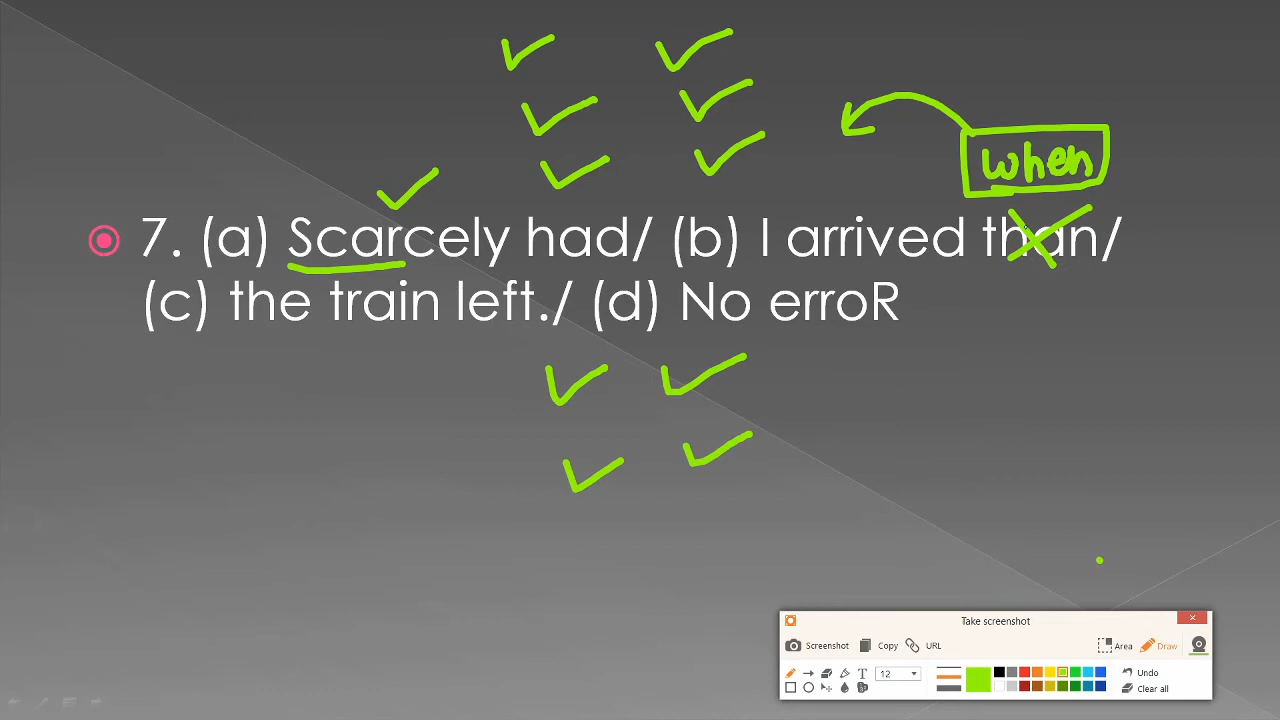 when
7. (a) Scarcely had/ (b) I arrived than/
(c) the train left./ (d) No erroR
Take screenshot
Screenshot Copy URL Area Draw
T 12 Undo
Clear all